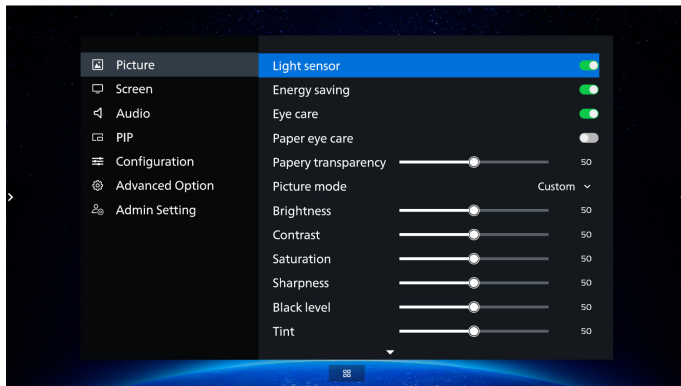 Picture
Screen
Audio
PIP
Configuration
Advanced Option
Admin Setting
Light sensor
Energy saving
Eye care
Paper eye care
Papery transparency 50
Picture mode Custom
Brightness 50
Contrast 50
Saturation 50
Sharpness 50
Black level 50
Tint 50